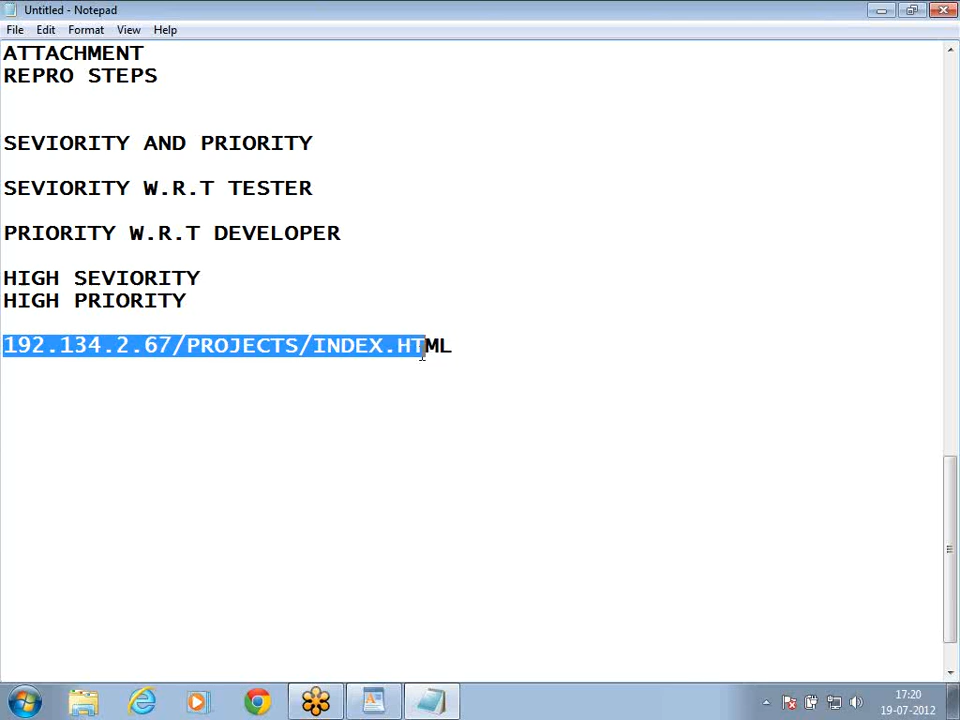 Untitled - Notepad
File Edit Format View Help
ATTACHMENT
REPRO STEPS
SEVIORITY AND PRIORITY
SEVIORITY W.R.T TESTER
PRIORITY W.R.T DEVELOPER
HIGH SEVIORITY
HIGH PRIORITY
192.134.2.67/PROJECTS/INDEX.HTML
17:20
19-07-2012